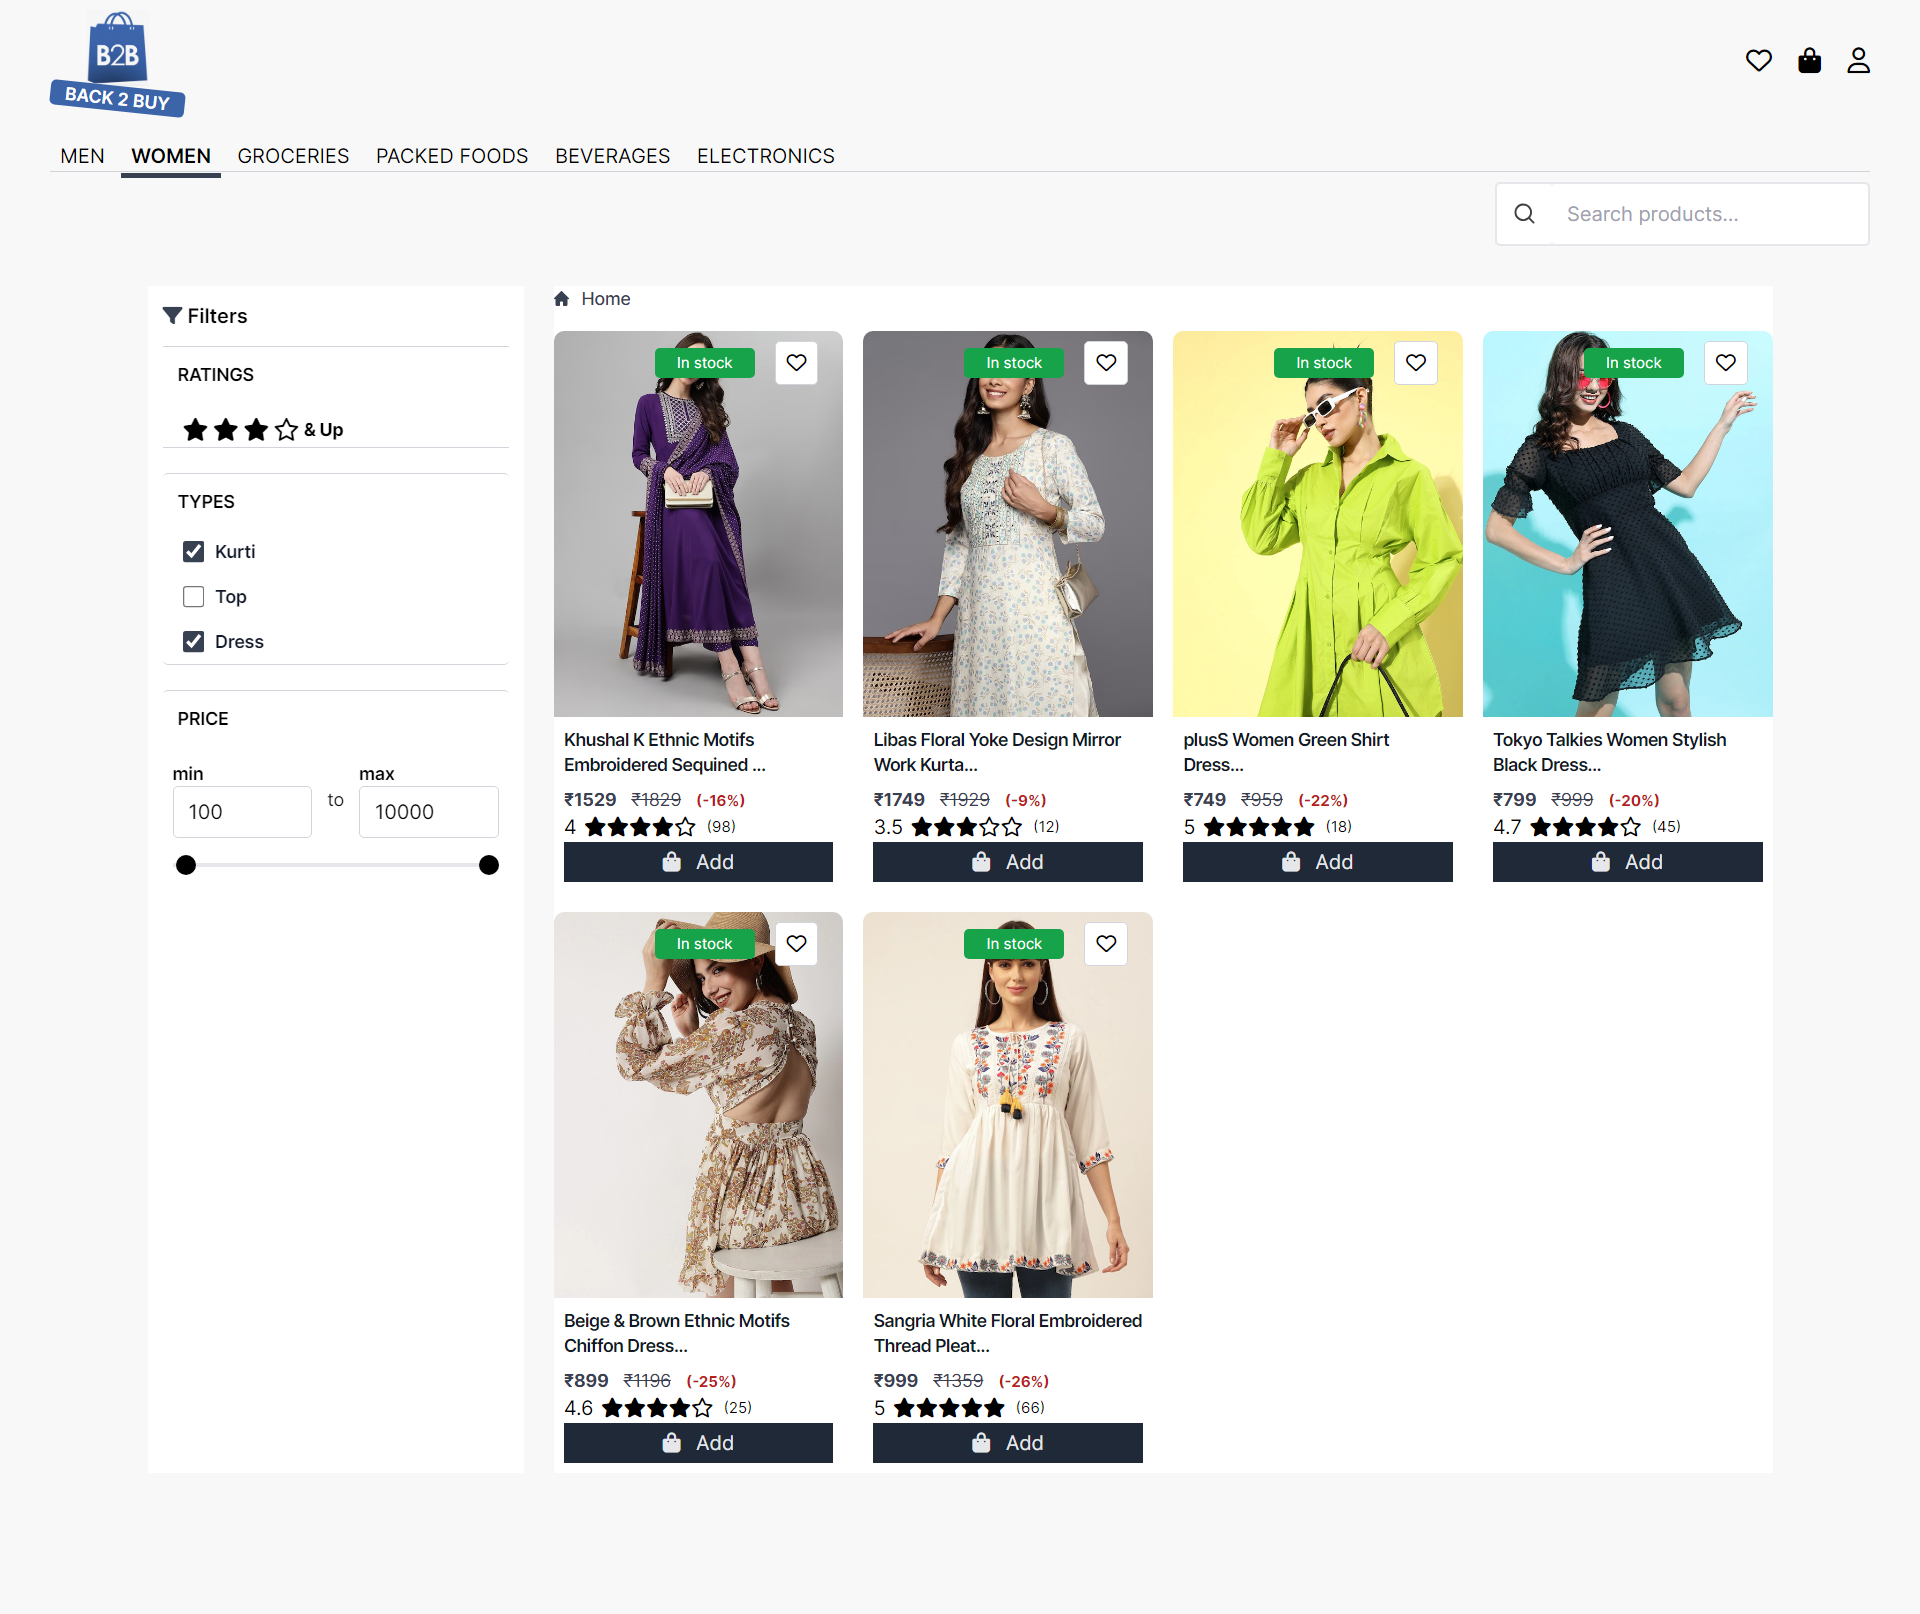 B2B
BACK 2 BUY
MEN WOMEN GROCERIES PACKED FOODS BEVERAGES ELECTRONICS
Search products...
Filters
RATINGS
& Up
TYPES
Kurti
Top
Dress
PRICE
min
max
100
to
10000
Home
In stock
In stock
In stock
In stock
Khushal K Ethnic Motifs
Embroidered Sequined ...
₹1529 ₹1829 (-16%)
4 (98)
Add
Libas Floral Yoke Design Mirror
Work Kurta...
₹1749 ₹1929 (-9%)
3.5 (12)
Add
plusS Women Green Shirt
Dress...
₹749 ₹959 (-22%)
5 (18)
Add
Tokyo Talkies Women Stylish
Black Dress...
₹799 ₹999 (-20%)
4.7 (45)
Add
In stock
In stock
Beige & Brown Ethnic Motifs
Chiffon Dress...
₹899 ₹1196 (-25%)
4.6 (25)
Add
Sangria White Floral Embroidered
Thread Pleat...
₹999 ₹1359 (-26%)
5 (66)
Add